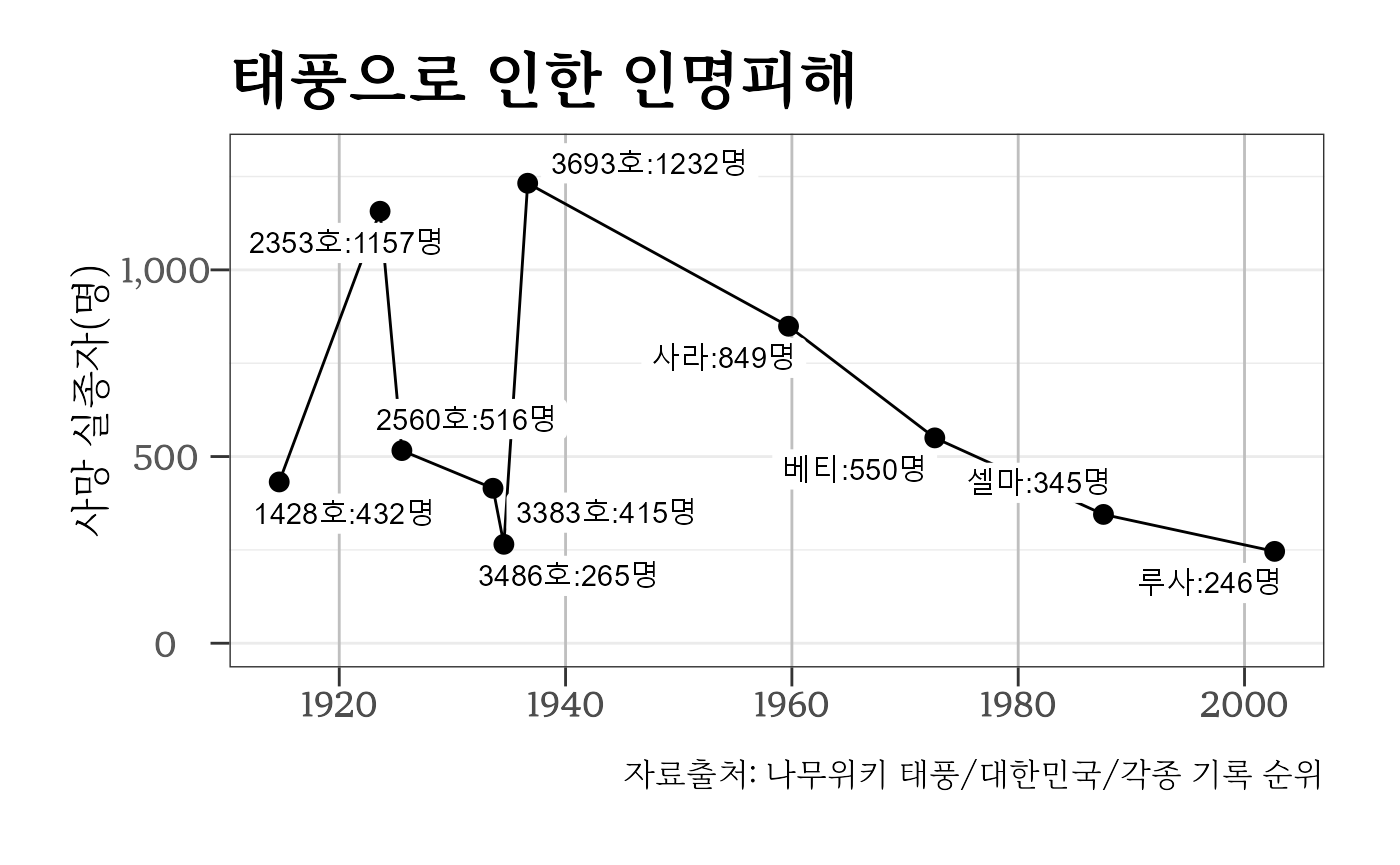 태풍으로 인한 인명피해
3693호:1232명
2353호:1157명
1,000
사라:849명
2560호:516명
500
베티:550명
셀마:345명
1428호:432명
3383호:415명
3486호:265명
루사:246명
0
사망 실종자(명)
1920 1940 1960 1980 2000
자료출처: 나무위키 태풍/대한민국/각종 기록 순위